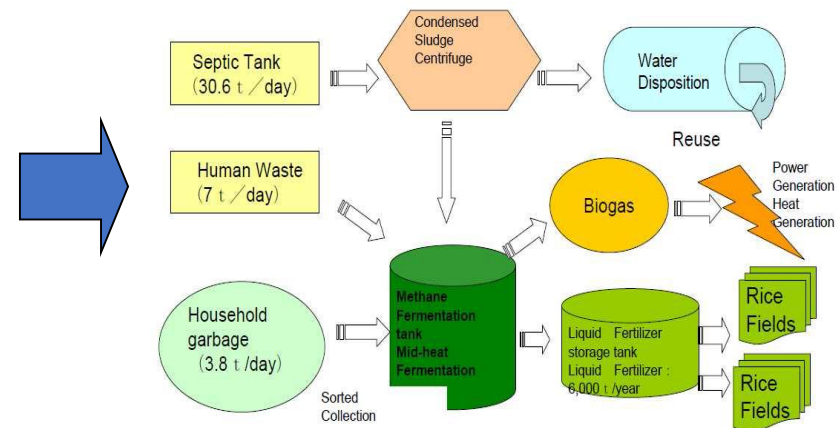 Condensed
Sludge
Centrifuge
Septic Tank
(30.6 t／day)
Water
Disposition
Reuse
Human Waste
(7 t／day)
Biogas
Power
Generation
Heat
Generation
Household
garbage
(3.8 t /day)
Sorted
Collection
Methane
Fermentation
tank
Mid-heat
Fermentation
Liquid Fertilizer
storage tank
Liquid Fertilizer :
6,000 t /year
Rice
Fields
Rice
Fields